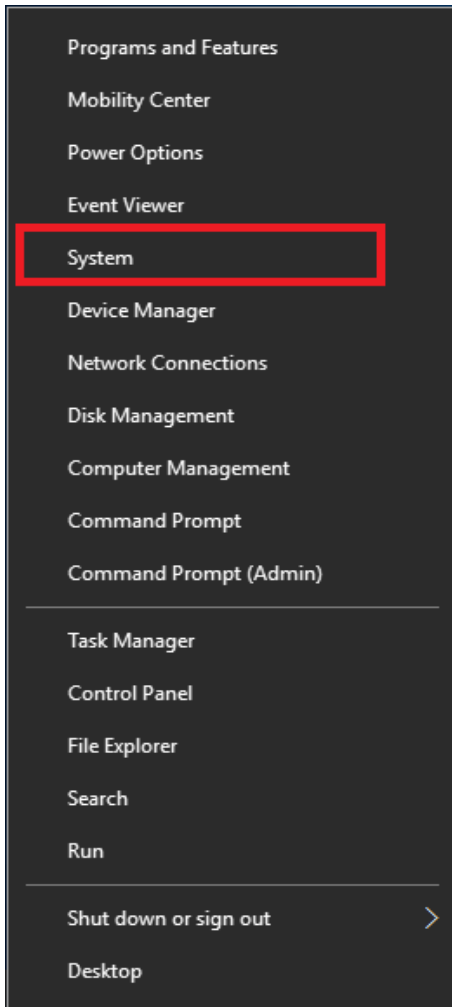 Programs and Features
Mobility Center
Power Options
Event Viewer
System
Device Manager
Network Connections
Disk Management
Computer Management
Command Prompt
Command Prompt (Admin)
Task Manager
Control Panel
File Explorer
Search
Run
Shut down or sign out
Desktop